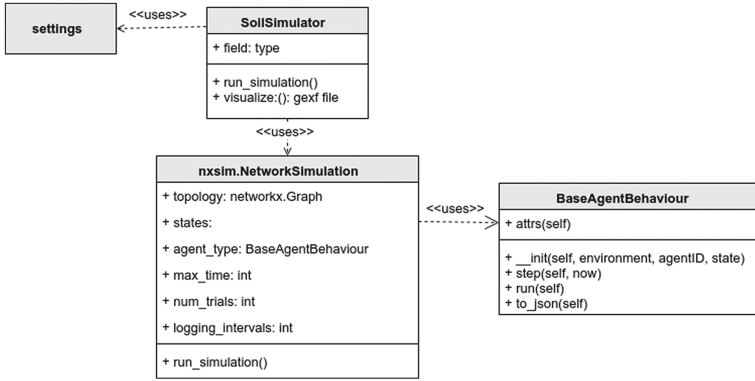 settings
<<uses>>
SoilSimulator
+ field: type
+ run_simulation()
+ visualize:(): gexf file
<<uses>>
nxsim.NetworkSimulation
+ topology: networkx.Graph
+ states:
+ agent_type: BaseAgentBehaviour
+ max_time: int
+ num_trials: int
+ logging_intervals: int
+ run_simulation()
<<uses>>
BaseAgentBehaviour
+ attrs(self)
+ __init(self, environment, agentID, state)
+ step(self, now)
+ run(self)
+ to_json(self)